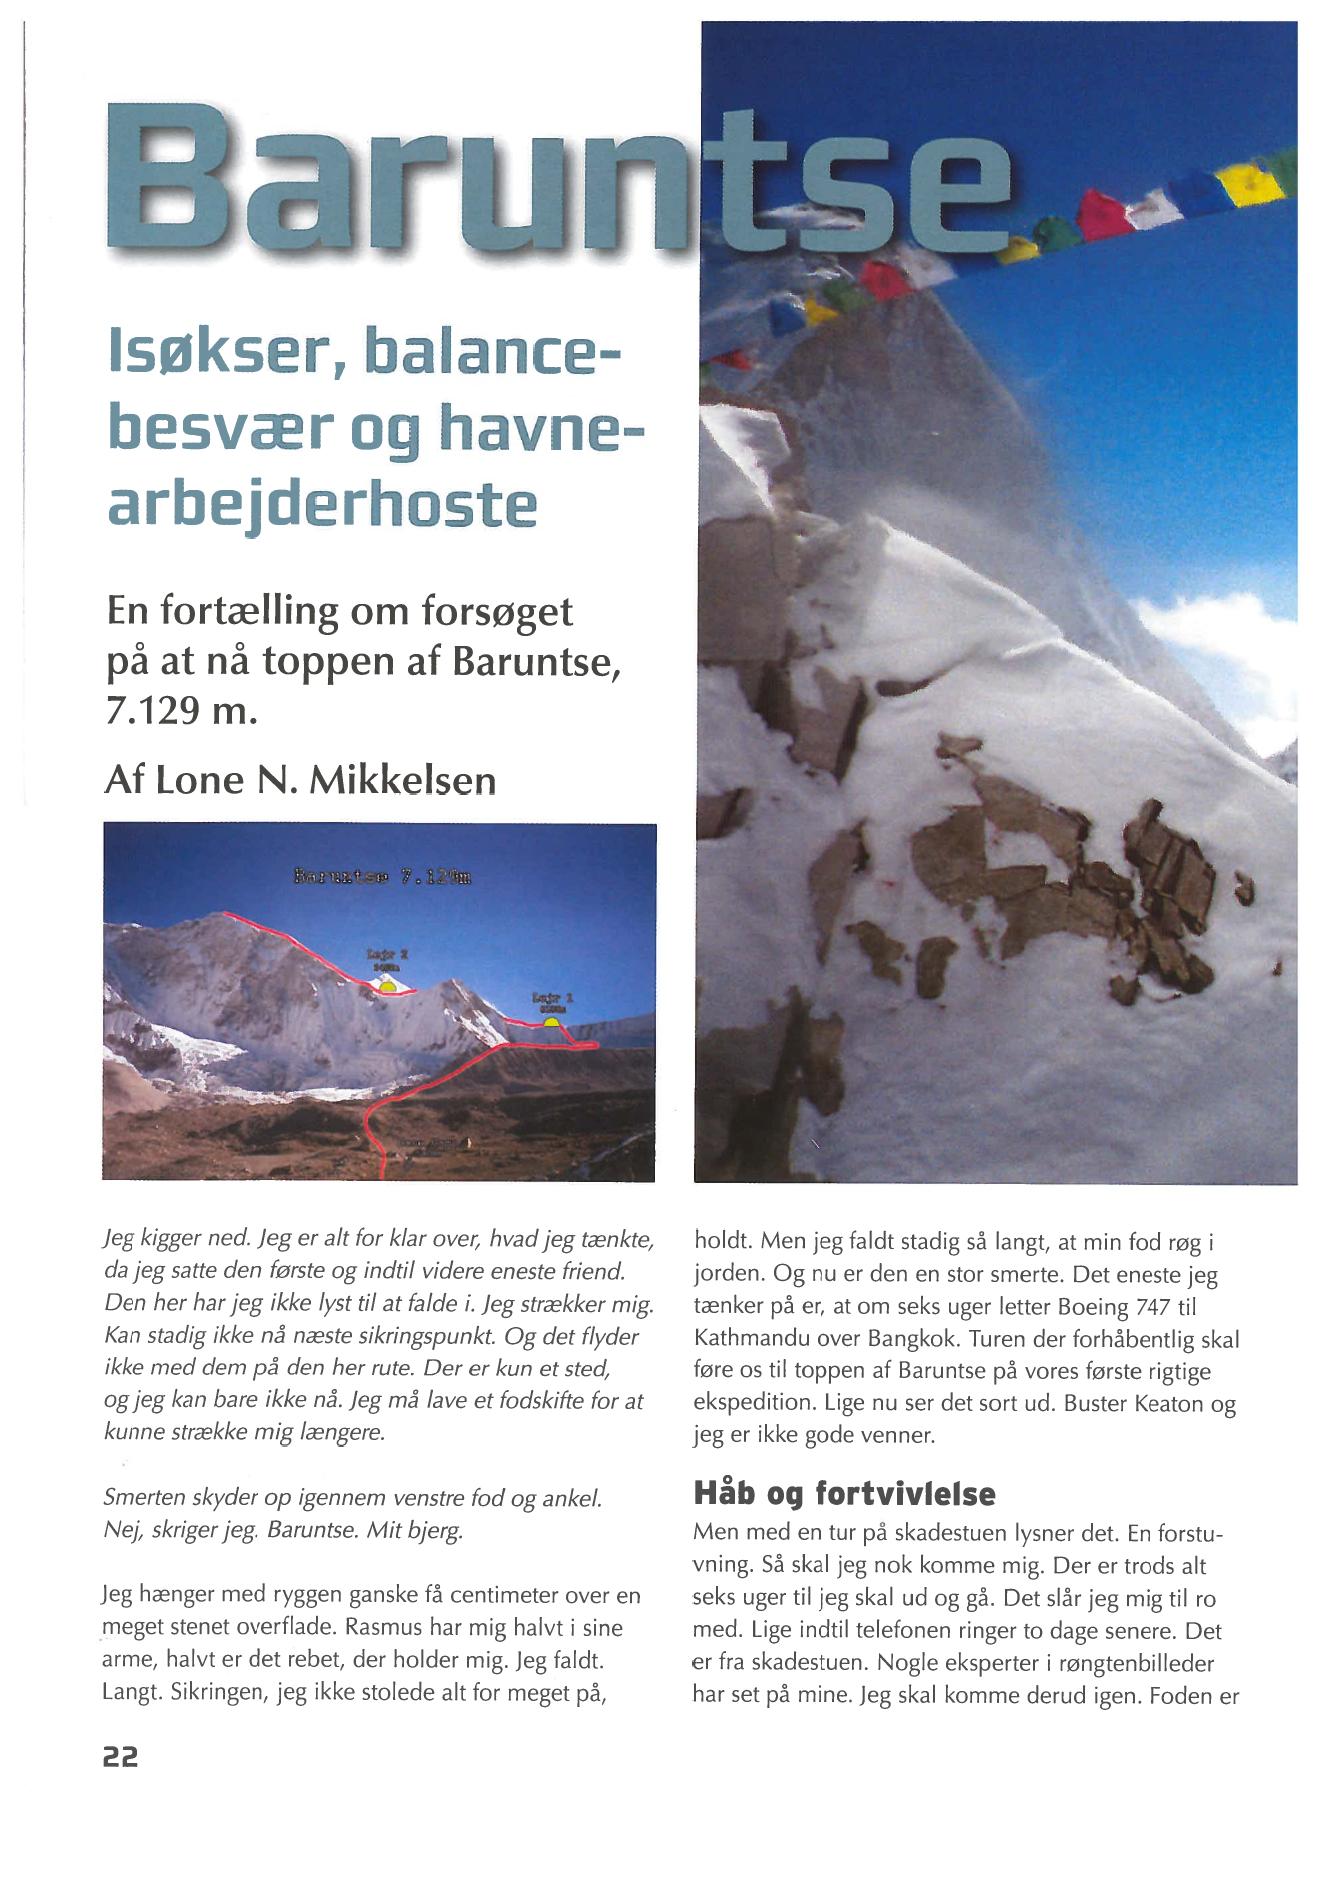 Baruntse
Isøkser, balance-
besvær og havne-
arbejderhoste
En fortælling om forsøget
på at nå toppen af Baruntse,
7.129 m.
Af Lone N. Mikkelsen
Baruntse 7.129m
Lejr 2
Lejr 1
Jeg kigger ned. Jeg er alt for klar over, hvad jeg tænkte,
da jeg satte den første og indtil videre eneste friend.
Den her har jeg ikke lyst til at falde i. Jeg strækker mig.
Kan stadig ikke nå næste sikringspunkt. Og det flyder
ikke med dem på den her rute. Der er kun et sted,
og jeg kan bare ikke nå. Jeg må lave et fodskifte for at
kunne strække mig længere.
Smerten skyder op igennem venstre fod og ankel.
Nej, skriger jeg. Baruntse. Mit bjerg.
Jeg hænger med ryggen ganske få centimeter over en
meget stenet overflade. Rasmus har mig halvt i sine
arme, halvt er det rebet, der holder mig. Jeg faldt.
Langt. Sikringen, jeg ikke stolede alt for meget på,
holdt. Men jeg faldt stadig så langt, at min fod røg i
jorden. Og nu er den en stor smerte. Det eneste jeg
tænker på er, at om seks uger letter Boeing 747 til
Kathmandu over Bangkok. Turen der forhåbentlig skal
føre os til toppen af Baruntse på vores første rigtige
ekspedition. Lige nu ser det sort ud. Buster Keaton og
jeg er ikke gode venner.
Håb og fortvivlelse
Men med en tur på skadestuen lysner det. En forstu-
vning. Så skal jeg nok komme mig. Der er trods alt
seks uger til jeg skal ud og gå. Det slår jeg mig til ro
med. Lige indtil telefonen ringer to dage senere. Det
er fra skadestuen. Nogle eksperter i røngtenbilleder
har set på mine. Jeg skal komme derud igen. Foden er
22